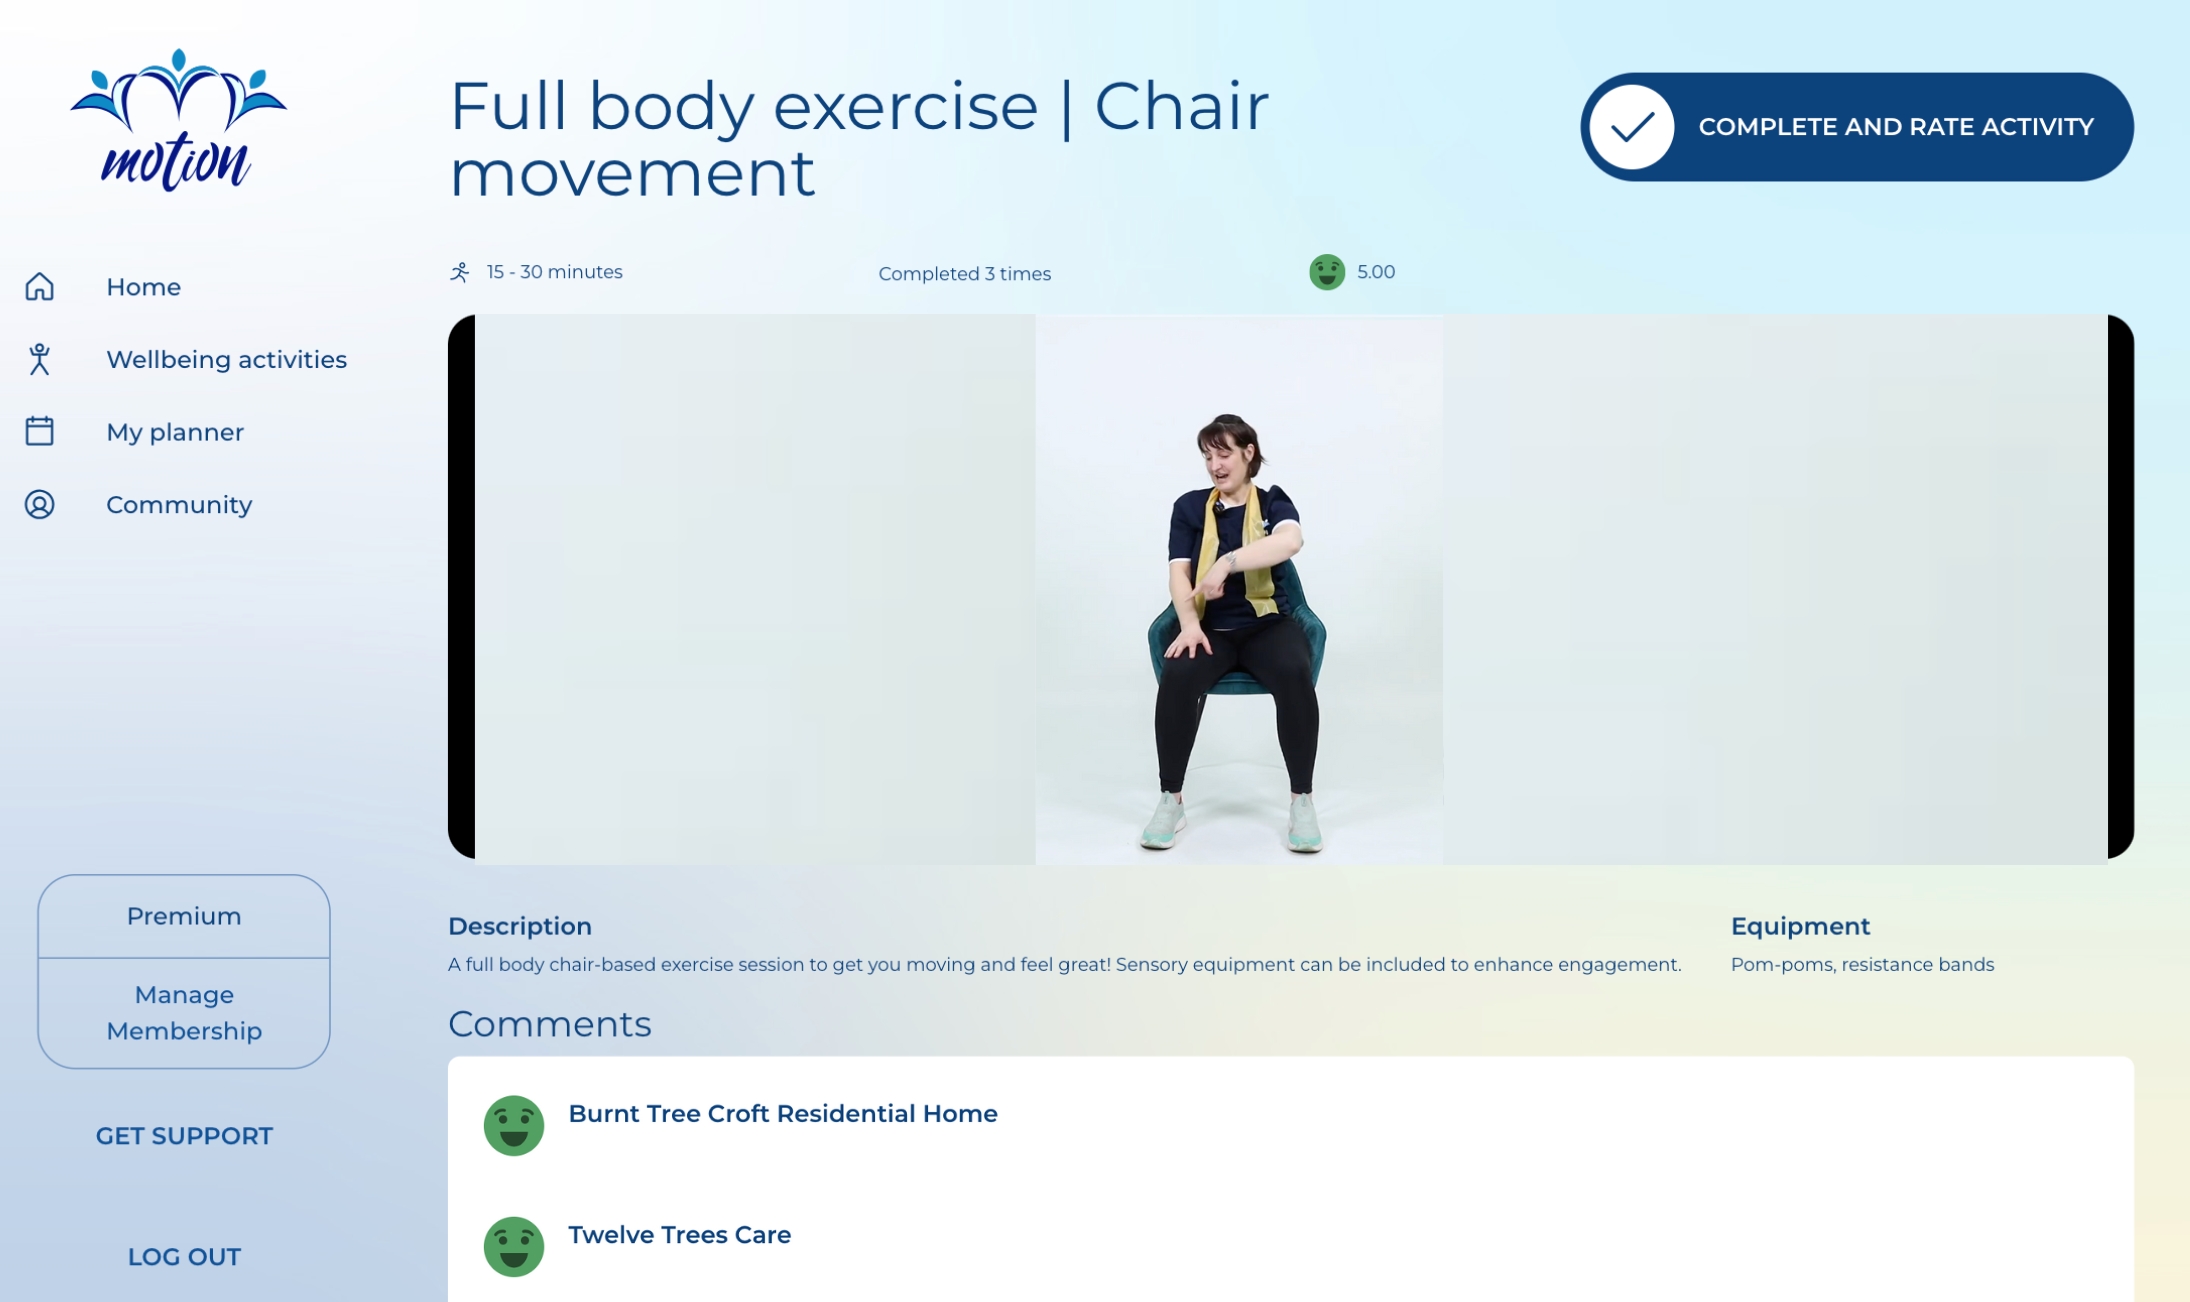 motion
Home
Wellbeing activities
My planner
Community
Premium
Manage
Membership
GET SUPPORT
LOG OUT
Full body exercise | Chair
movement
COMPLETE AND RATE ACTIVITY
15 - 30 minutes
Completed 3 times
5.00
Description
A full body chair-based exercise session to get you moving and feel great! Sensory equipment can be included to enhance engagement.
Equipment
Pom-poms, resistance bands
Comments
Burnt Tree Croft Residential Home
Twelve Trees Care